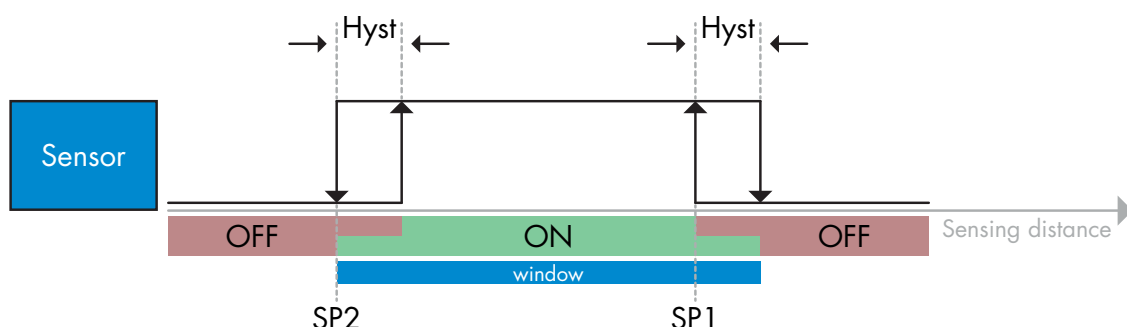 Hyst
Hyst
Sensor
OFF
ON
OFF
Sensing distance
window
SP2
SP1